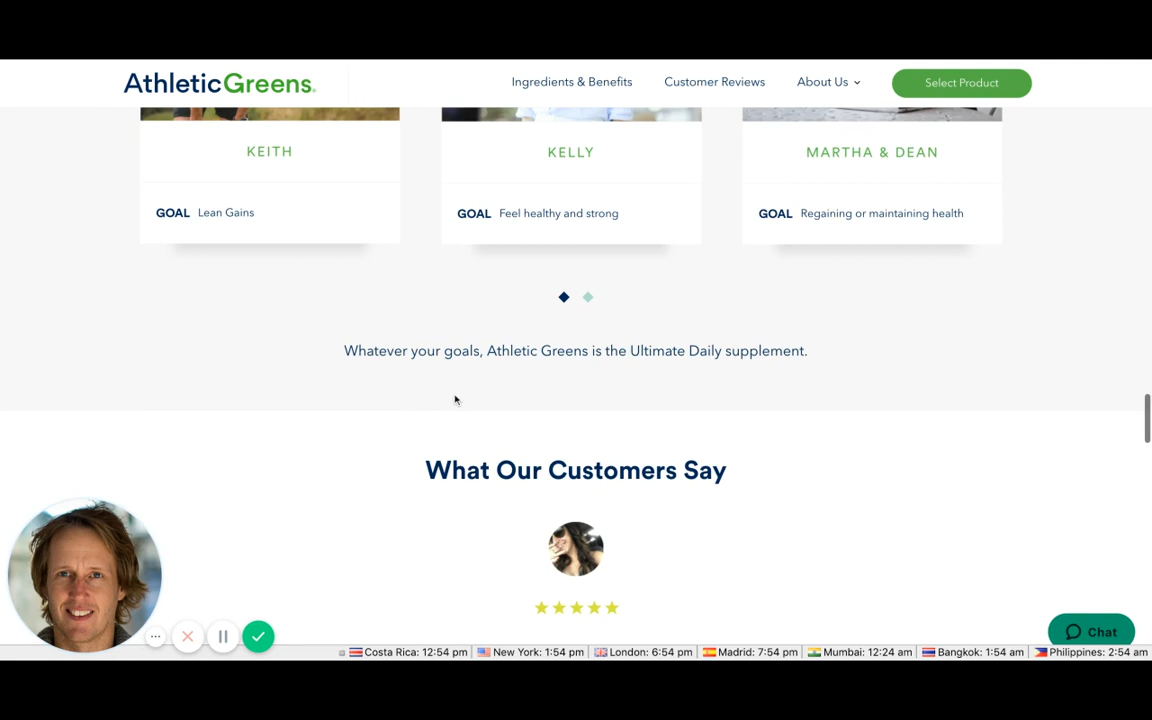 AthleticGreens®
Ingredients & Benefits
Customer Reviews
About Us
Select Product
KEITH
KELLY
MARTHA & DEAN
GOAL Lean Gains
GOAL Feel healthy and strong
GOAL Regaining or maintaining health
Whatever your goals, Athletic Greens is the Ultimate Daily supplement.
What Our Customers Say
Chat
Costa Rica: 12:54 pm New York: 1:54 pm London: 6:54 pm Madrid: 7:54 pm Mumbai: 12:24 am Bangkok: 1:54 am Philippines: 2:54 am